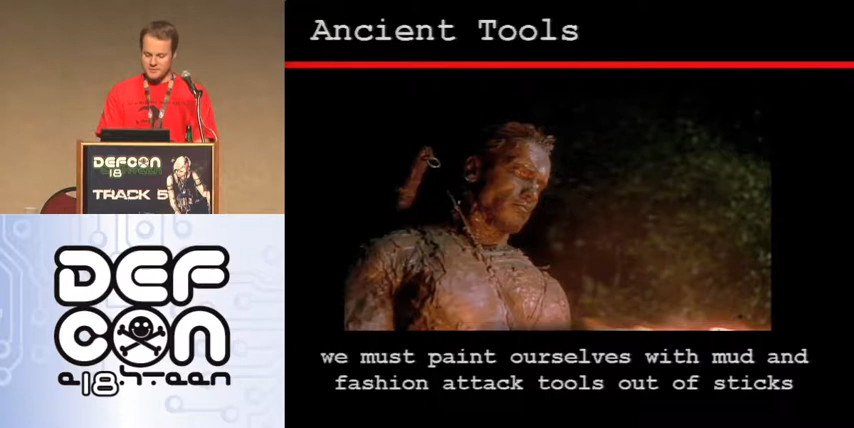 Ancient Tools
DEFCON
18
TRACK 5
DEF
CON
e18hteen
we must paint ourselves with mud and
fashion attack tools out of sticks